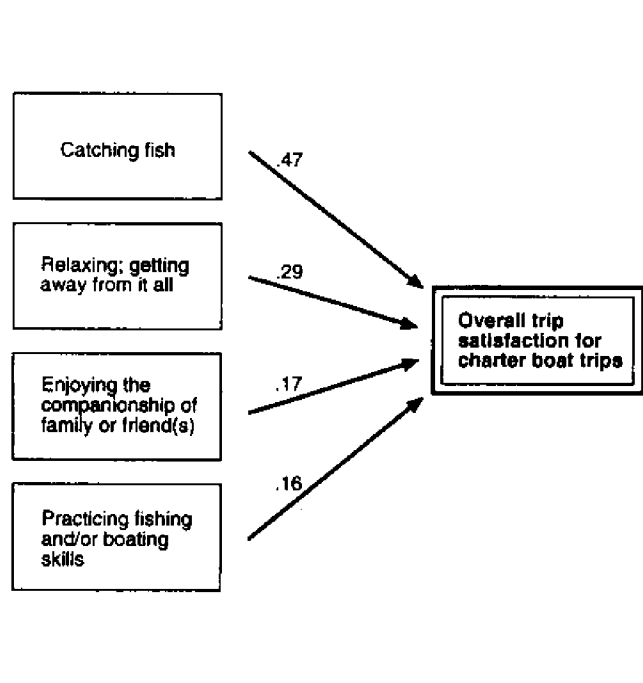 Catching fish
.47
Relaxing; getting
away from it all
.29
Overall trip
satisfaction for
charter boat trips
Enjoying the
companionship of
family or friend(s)
.17
Practicing fishing
and/or boating
skills
.16